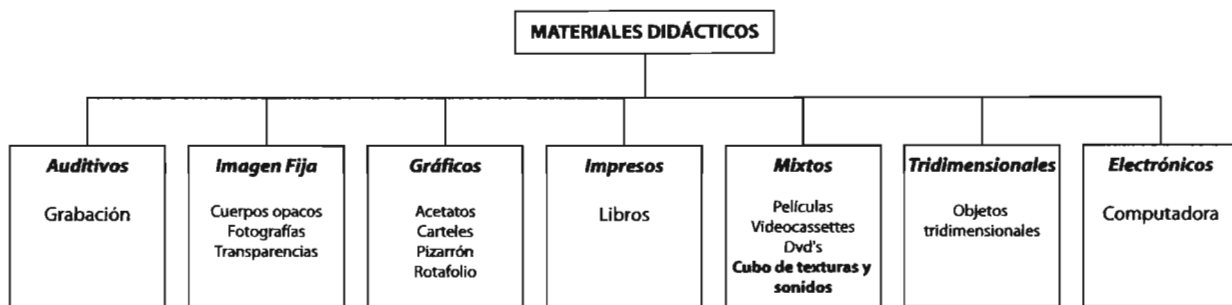 MATERIALES DIDÁCTICOS
Auditivos
Grabación
Imagen Fija
Cuerpos opacos
Fotografías
Transparencias
Gráficos
Acetatos
Carteles
Pizarrón
Rotafolio
Impresos
Libros
Mixtos
Películas
Videocassettes
Dvd's
Cubo de texturas y
sonidos
Tridimensionales
Objetos
tridimensionales
Electrónicos
Computadora